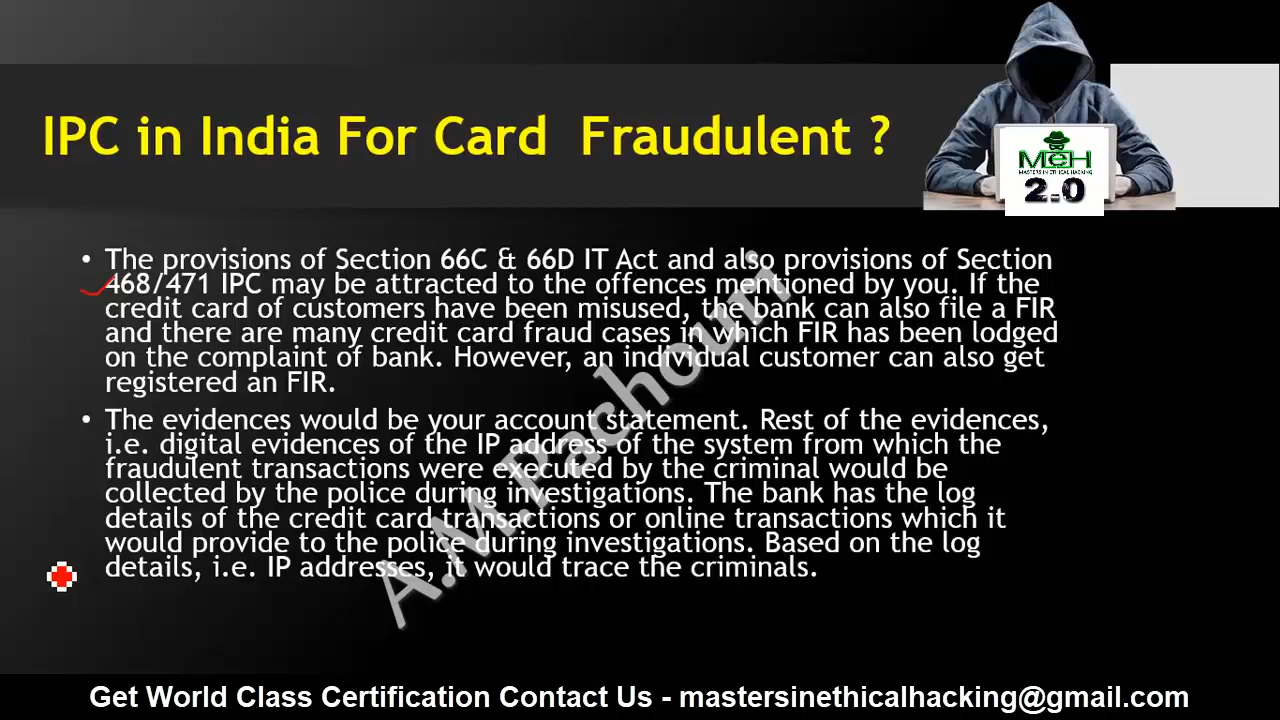 IPC in India For Card Fraudulent ?
MeH
MASTERS IN ETHICAL HACKING
2.0
• The provisions of Section 66C & 66D IT Act and also provisions of Section
468/471 IPC may be attracted to the offences mentioned by you. If the
credit card of customers have been misused, the bank can also file a FIR
and there are many credit card fraud cases in which FIR has been lodged
on the complaint of bank. However, an individual customer can also get
registered an FIR.
• The evidences would be your account statement. Rest of the evidences,
i.e. digital evidences of the IP address of the system from which the
fraudulent transactions were executed by the criminal would be
collected by the police during investigations. The bank has the log
details of the credit card transactions or online transactions which it
would provide to the police during investigations. Based on the log
details, i.e. IP addresses, it would trace the criminals.
A.M.Pachouri
Get World Class Certification Contact Us - mastersinethicalhacking@gmail.com